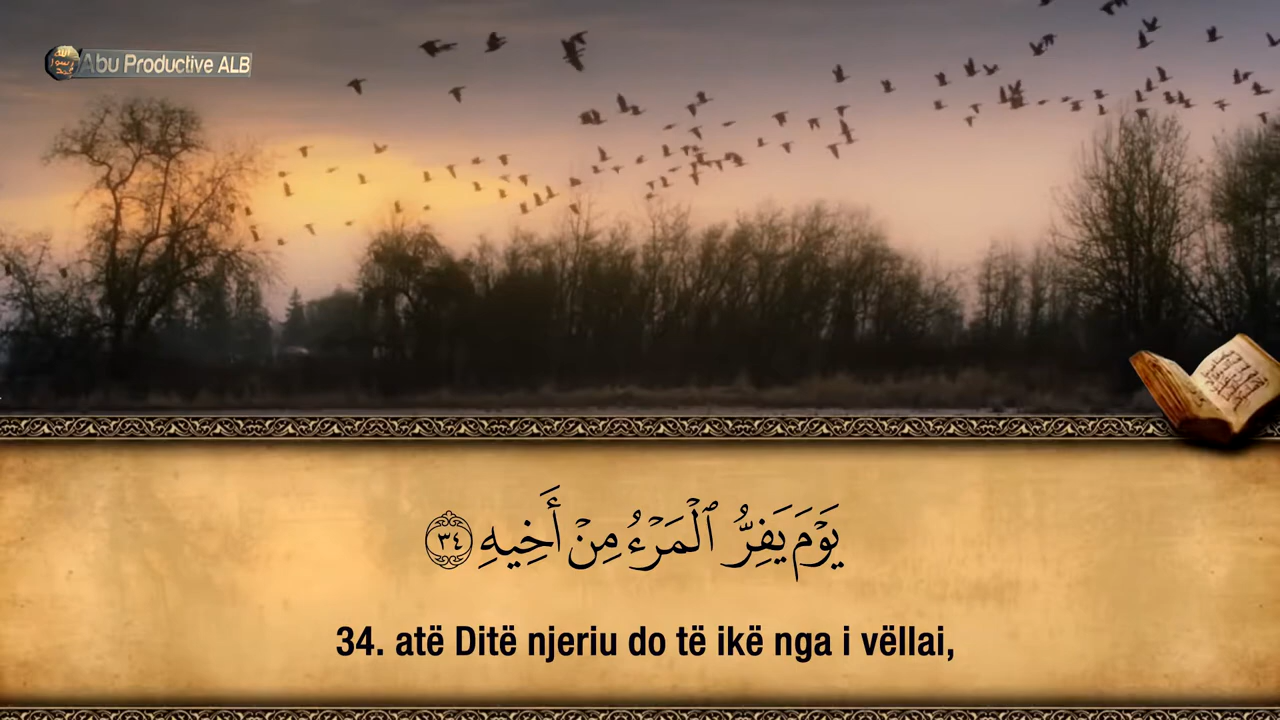 Abu Productive ALB
يَوْمَ يَفِرُّ ٱلْمَرْءُ مِنْ أَخِيهِ ٣٤
34. atë Ditë njeriu do të ikë nga i vëllai,